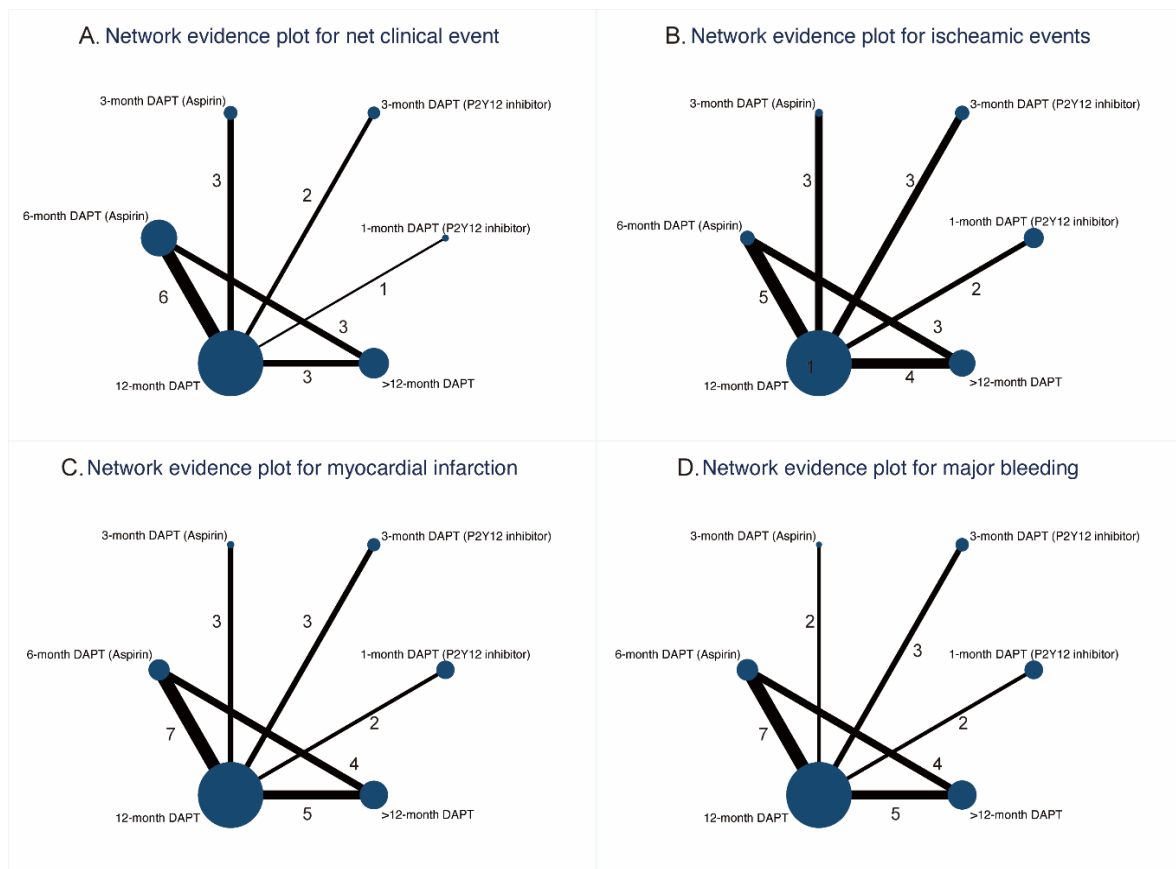 A. Network evidence plot for net clinical event
3-month DAPT (Aspirin)
3-month DAPT (P2Y12 inhibitor)
3
2
6-month DAPT (Aspirin)
1-month DAPT (P2Y12 inhibitor)
1
6
3
3
12-month DAPT
>12-month DAPT
B. Network evidence plot for ischeamic events
3-month DAPT (Aspirin)
3-month DAPT (P2Y12 inhibitor)
3
3
6-month DAPT (Aspirin)
1-month DAPT (P2Y12 inhibitor)
2
5
3
1
4
12-month DAPT
>12-month DAPT
C. Network evidence plot for myocardial infarction
3-month DAPT (Aspirin)
3-month DAPT (P2Y12 inhibitor)
3
3
6-month DAPT (Aspirin)
1-month DAPT (P2Y12 inhibitor)
2
7
4
5
12-month DAPT
>12-month DAPT
D. Network evidence plot for major bleeding
3-month DAPT (Aspirin)
3-month DAPT (P2Y12 inhibitor)
2
3
6-month DAPT (Aspirin)
1-month DAPT (P2Y12 inhibitor)
2
7
4
5
12-month DAPT
>12-month DAPT